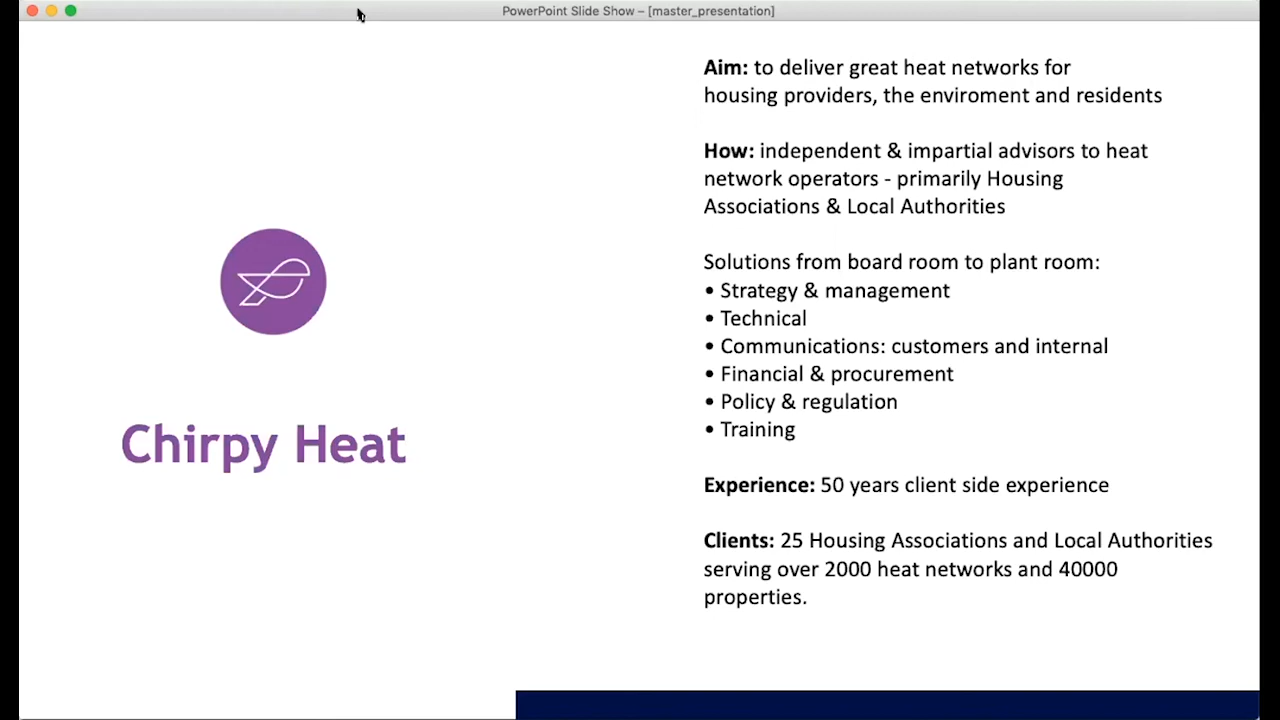 PowerPoint Slide Show – [master_presentation]
Aim: to deliver great heat networks for
housing providers, the enviroment and residents
How: independent & impartial advisors to heat
network operators - primarily Housing
Associations & Local Authorities
Solutions from board room to plant room:
• Strategy & management
• Technical
• Communications: customers and internal
• Financial & procurement
• Policy & regulation
• Training
Experience: 50 years client side experience
Clients: 25 Housing Associations and Local Authorities
serving over 2000 heat networks and 40000
properties.
Chirpy Heat